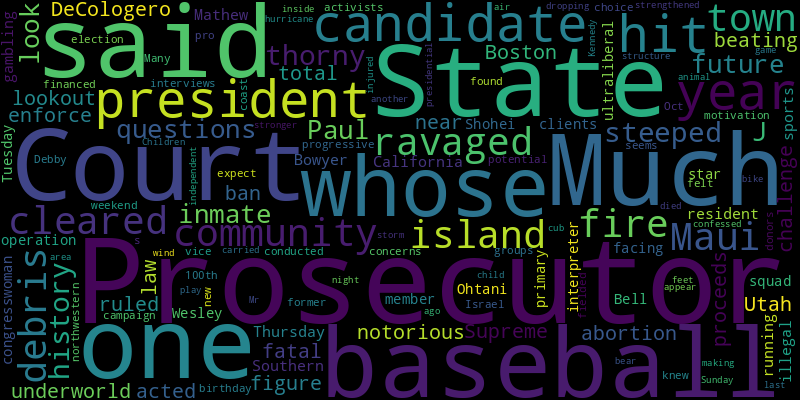 DeCologero
said
look
gambling
Mathew
pro
election
Many
lookout
enforce
financed
interviews
inside
activists
hurricane
thorny
total
coast
president
questions
Paul
ravaged
candidate
State
Boston
near
Shohei
clients
presidential
found
air
dropping
choice
strengthened
kennedy
structure
hit
ultraliberal
town
beating
future
year
animal
game
Oct
motivation
sports
another
injured
Tuesday
Debby
Court
Children
stronger
progressive
Bowyer
California
potential
whose
Much
steeped
J
seems
star
felt
bike
ban
expect
weekend
independent
inmate
cleared
community
island
fire
Maui
died
resident
confessed
donors
challenge
operation
area
s
vice
conducted
concerns
groups
storm
cub
primary
interpreter
facing
proceeds
squad
congresswoman
debris
history
northwestern
law
wind
carried
100th
new
play
ruled
campaign
Wesley
Prosecutor
night
Mr
former
member
ago
child
Israel
Ohtani
Bell
feet
appear
Utah
one
Thursday
fatal
Southern
figure
birthday
notorious
Supreme
baseball
abortion
bear
knew
making
Sunday
running
illegal
last
underworld
acted